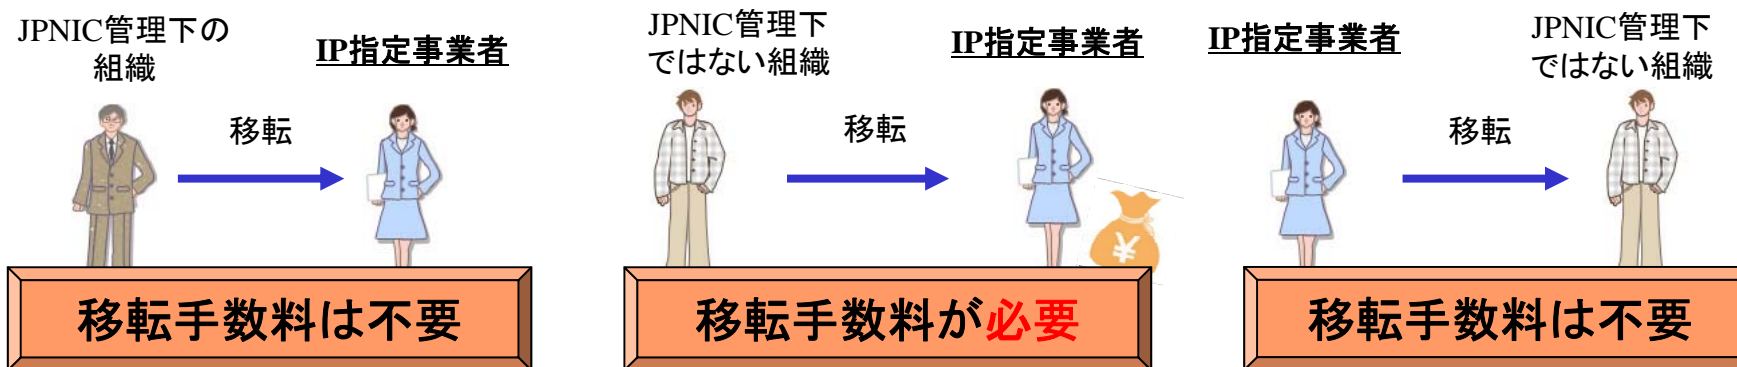 JPNIC管理下の
組織
IP指定事業者
移転
移転手数料は不要
JPNIC管理下
ではない組織
IP指定事業者
移転
¥
移転手数料が必要
IP指定事業者
JPNIC管理下
ではない組織
移転
移転手数料は不要